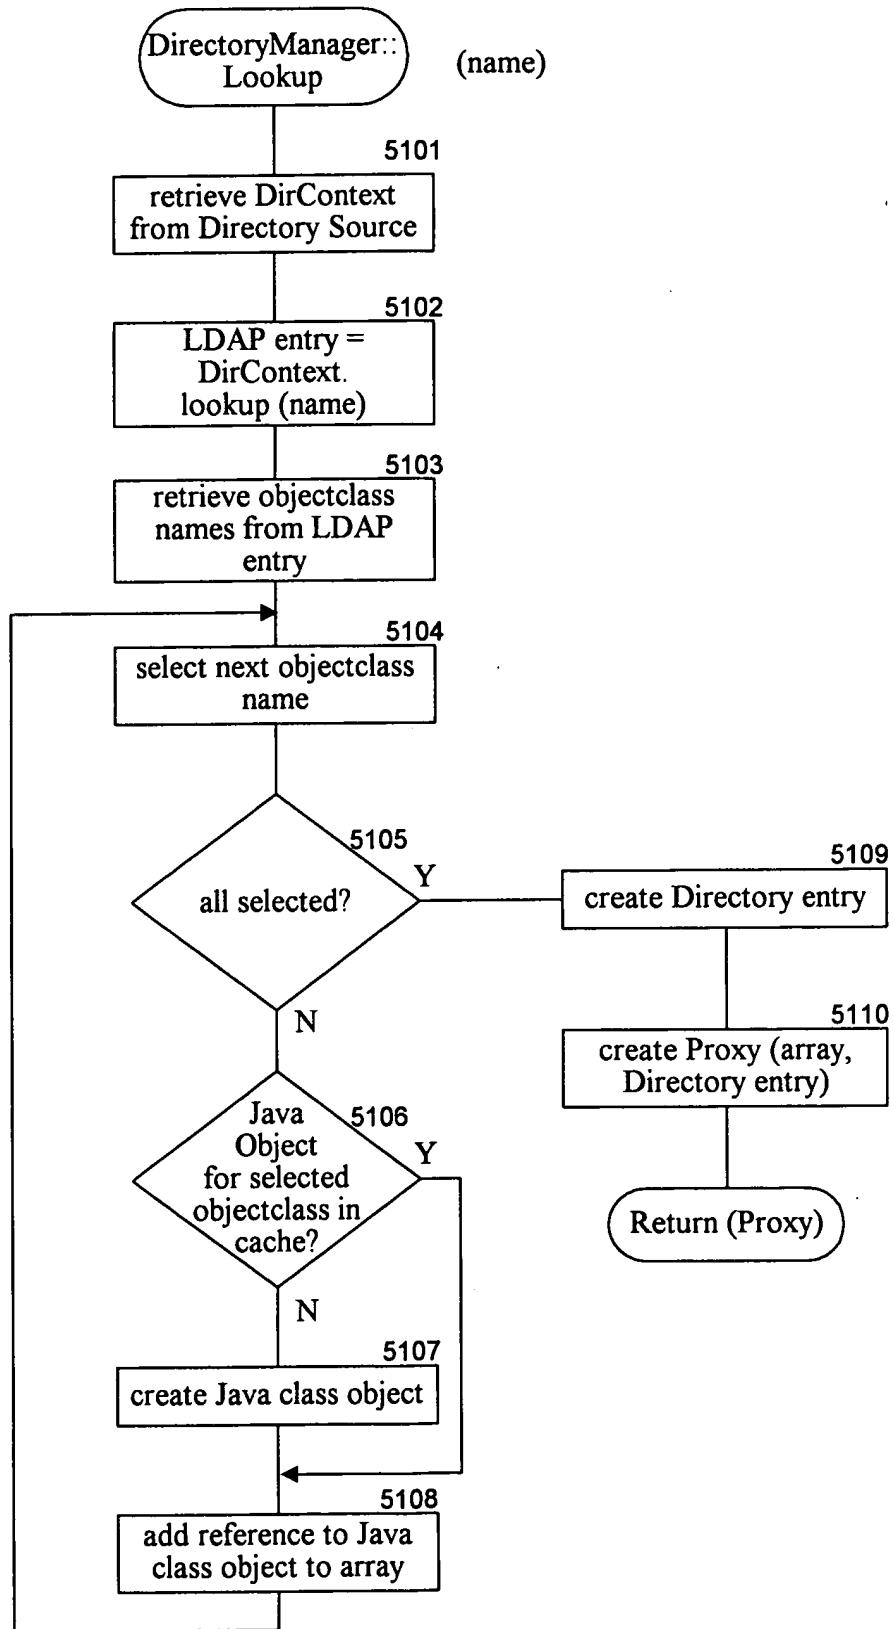 DirectoryManager::
Lookup
(name)
5101
retrieve DirContext
from Directory Source
5102
LDAP entry =
DirContext.
lookup (name)
5103
retrieve objectclass
names from LDAP
entry
5104
select next objectclass
name
5105
all selected?
Y
N
5109
create Directory entry
5110
create Proxy (array,
Directory entry)
Return (Proxy)
5106
Java
Object
for selected
objectclass in
cache?
Y
N
5107
create Java class object
5108
add reference to Java
class object to array